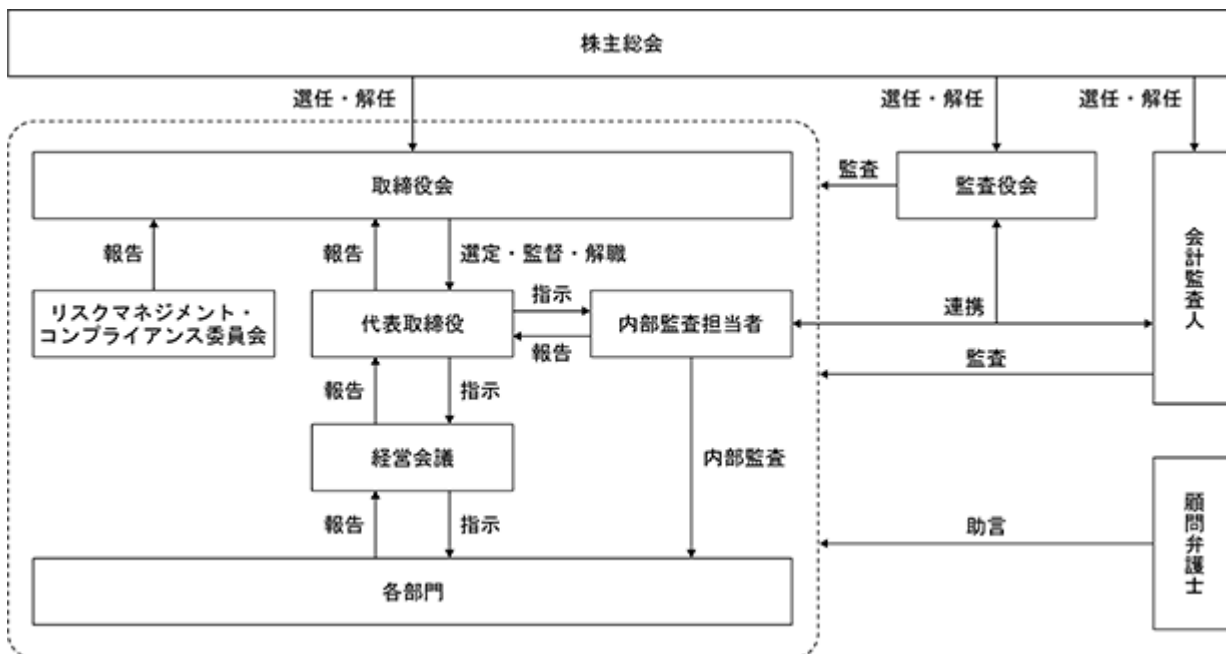 株主総会
選任・解任
選任・解任
選任・解任
取締役会
監査
監査役会
会計監査人
報告
報告
選定・監督・解職
リスクマネジメント・
コンプライアンス委員会
代表取締役
指示
報告
内部監査担当者
連携
監査
報告
指示
経営会議
内部監査
報告
指示
助言
顧問弁護士
各部門